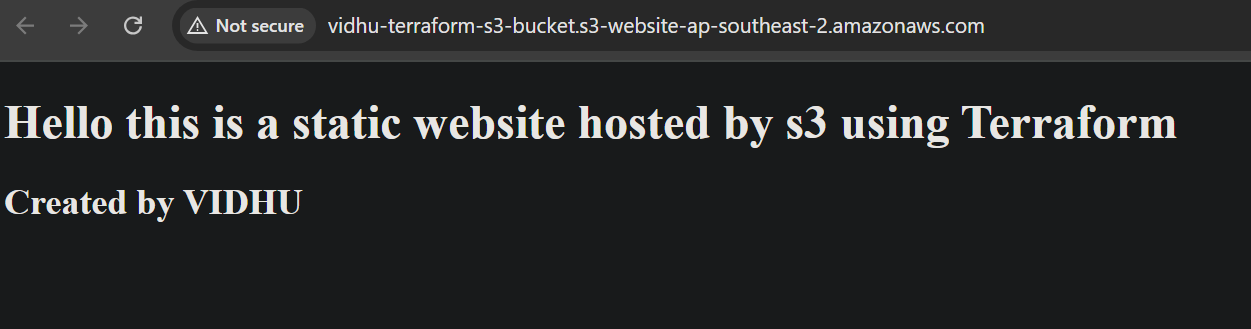 Not secure vidhu-terraform-s3-bucket.s3-website-ap-southeast-2.amazonaws.com
Hello this is a static website hosted by s3 using Terraform
Created by VIDHU